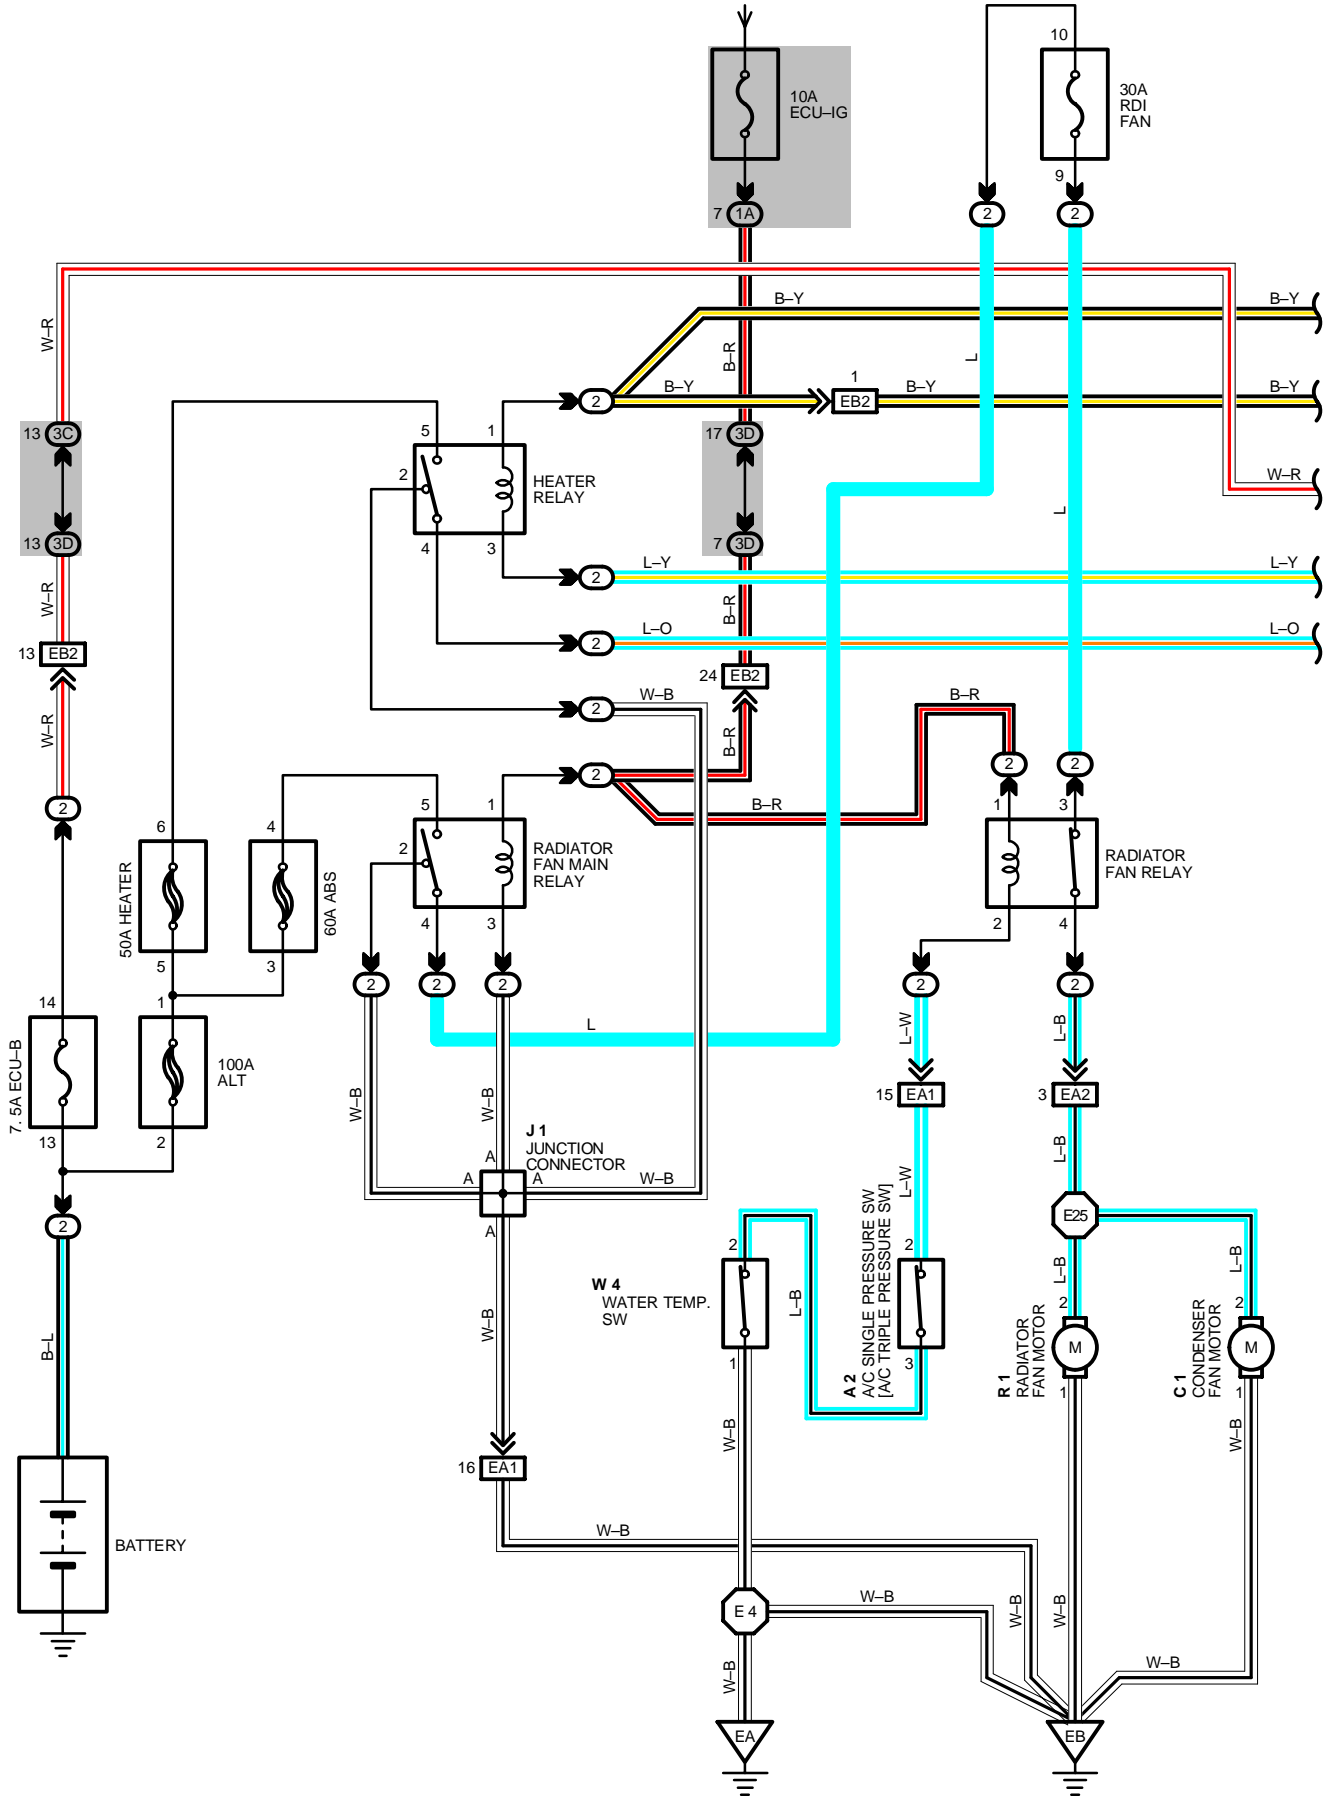 10
10A
ECU–IG
30A
RDI
FAN
9
7 1A
2
2
B–Y
B–Y
W–R
B–R
L
1
B–Y
B–Y
B–Y
2
EB2
5
1
13 3C
17 3D
2
HEATER
RELAY
W–R
L
4
3
13 3D
7 3D
2
L–Y
L–Y
W–R
B–R
2
L–O
L–O
13 EB2
24 EB2
2
W–B
B–R
W–R
B–R
2
2
2
B–R
2
5
1
1
3
6
4
2
RADIATOR
FAN MAIN
RELAY
RADIATOR
FAN RELAY
50A HEATER
60A ABS
4
3
2
4
5
3
2
2
2
2
2
14
1
L
L–W
L–B
7. 5A ECU–B
100A
ALT
W–B
W–B
15 EA1
3 EA2
13
2
J 1
JUNCTION
CONNECTOR
A
A
A
A
W–B
L–W
L–B
2
E25
A 2
A/C SINGLE PRESSURE SW
[A/C TRIPLE PRESSURE SW]
2
2
W 4
WATER TEMP.
SW
L–B
L–B
L–B
2
2
W–B
B–L
M
M
1
3
R 1
RADIATOR
FAN MOTOR
C 1
CONDENSER
FAN MOTOR
1
1
W–B
W–B
16 EA1
W–B
BATTERY
E 4
W–B
W–B
W–B
W–B
W–B
EA
EB